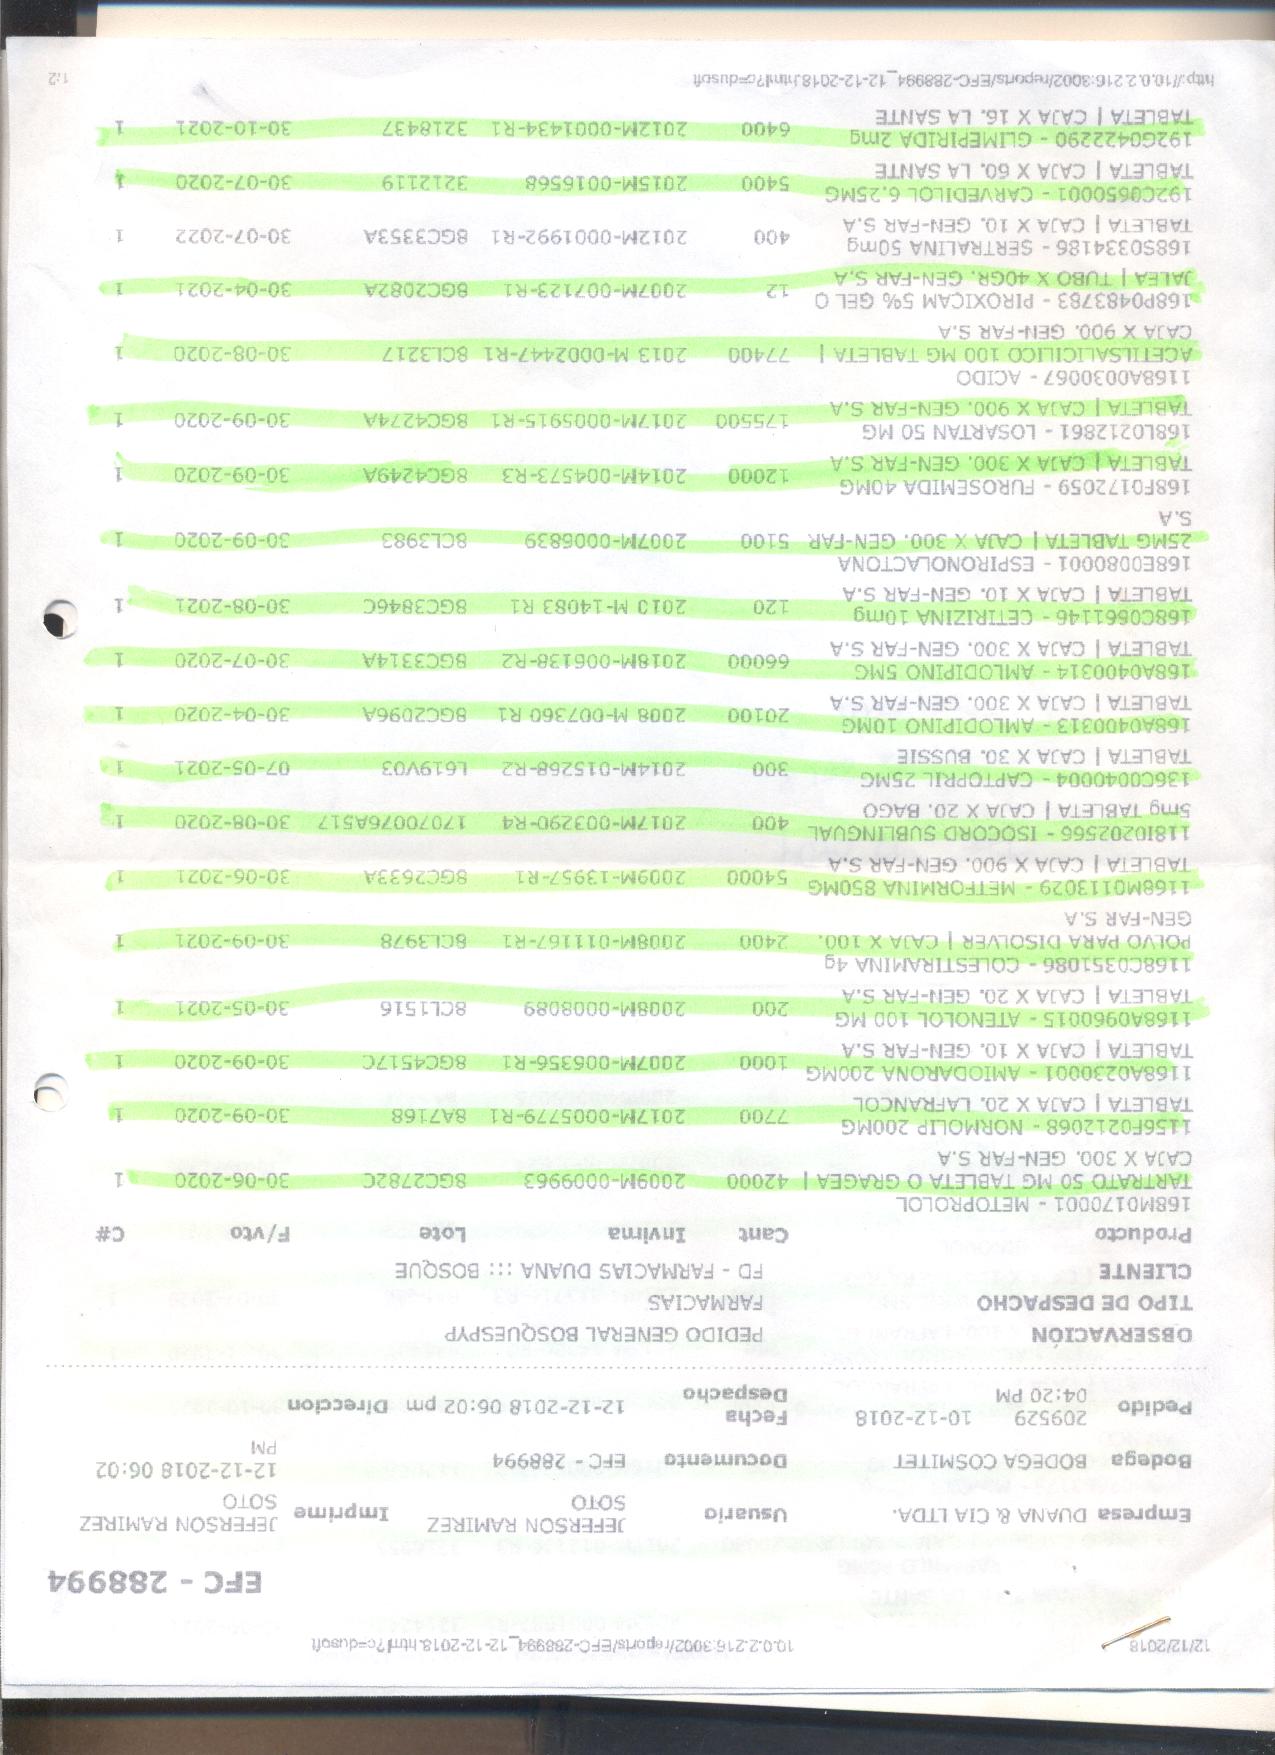 12/12/2018 10.0.2.216:3002/reports/EFC-288994_12-12-2018.html?c=dusoft
EFC - 288994
Empresa DUANA & CIA LTDA. Usuario JEFERSON RAMIREZ SOTO Imprime JEFERSON RAMIREZ SOTO
Bodega BODEGA COSMITET Documento EFC - 288994 12-12-2018 06:02 PM
Pedido 209529 10-12-2018 04:20 PM Fecha Despacho 12-12-2018 06:02 pm Direccion
OBSERVACIÓN PEDIDO GENERAL BOSQUESPYP
TIPO DE DESPACHO FARMACIAS
CLIENTE FD - FARMACIAS DUANA ::: BOSQUE
Producto Cant Invima Lote F/vto C#
168M0170001 - METOPROLOL
TARTRATO 50 MG TABLETA O GRAGEA | 42000 2009M-0009963 8GC2782C 30-06-2020 1
CAJA X 300. GEN-FAR S.A
1156F0212068 - NORMOLIP 200MG
TABLETA | CAJA X 20. LAFRANCOL 7700 2017M-0005779-R1 8A7168 30-09-2020 1
1168A0230001 - AMIODARONA 200MG
TABLETA | CAJA X 10. GEN-FAR S.A 1000 2007M-006356-R1 8GC4517C 30-09-2020 1
1168A0960015 - ATENOLOL 100 MG
TABLETA | CAJA X 20. GEN-FAR S.A 200 2008M-0008089 8CL1516 30-05-2021 1
1168C0351086 - COLESTIRAMINA 4g
POLVO PARA DISOLVER | CAJA X 100. 2400 2008M-011167-R1 8CL3978 30-09-2021 1
GEN-FAR S.A
1168M0113029 - METFORMINA 850MG
TABLETA | CAJA X 900. GEN-FAR S.A 54000 2009M-13957-R1 8GC2633A 30-06-2021 1
118I0202566 - ISOCORD SUBLINGUAL
5mg TABLETA | CAJA X 20. BAGO 400 2017M-003290-R4 17070076A517 30-08-2020 1
136C0040004 - CAPTOPRIL 25MG
TABLETA | CAJA X 30. BUSSIE 300 2014M-015268-R2 L619V03 07-05-2021 1
168A0400313 - AMLODIPINO 10MG
TABLETA | CAJA X 300. GEN-FAR S.A 20100 2008 M-007360 R1 8GC2096A 30-04-2020 1
168A0400314 - AMLODIPINO 5MG
TABLETA | CAJA X 300. GEN-FAR S.A 66000 2018M-006138-R2 8GC3314A 30-07-2020 1
168C0661146 - CETIRIZINA 10mg
TABLETA | CAJA X 10. GEN-FAR S.A 120 2010 M-14083 R1 8GC3846C 30-08-2021 1
168E0080001 - ESPIRONOLACTONA
25MG TABLETA | CAJA X 300. GEN-FAR 5100 2007M-0006839 8CL3983 30-09-2020 1
S.A
168F0172059 - FUROSEMIDA 40MG
TABLETA | CAJA X 300. GEN-FAR S.A 12000 2014M-004573-R3 8GC4249A 30-09-2020 1
168L0212861 - LOSARTAN 50 MG
TABLETA | CAJA X 900. GEN-FAR S.A 175500 2017M-0005915-R1 8GC4274A 30-09-2020 1
1168A0030067 - ACIDO
ACETILSALICILICO 100 MG TABLETA | 77400 2013 M-0002447-R1 8CL3217 30-08-2020 1
CAJA X 900. GEN-FAR S.A
168P0483783 - PIROXICAM 5% GEL O
JALEA | TUBO X 40GR. GEN-FAR S.A 12 2007M-007123-R1 8GC2082A 30-04-2021 1
168S0334186 - SERTRALINA 50mg
TABLETA | CAJA X 10. GEN-FAR S.A 400 2012M-0001992-R1 8GC3353A 30-07-2022 1
192C0650001 - CARVEDILOL 6.25MG
TABLETA | CAJA X 60. LA SANTE 5400 2015M-0016568 3212119 30-07-2020 1
192G0422290 - GLIMEPIRIDA 2mg
TABLETA | CAJA X 16. LA SANTE 6400 2012M-0001434-R1 3218437 30-10-2021 1
http://10.0.2.216:3002/reports/EFC-288994_12-12-2018.html?c=dusoft 1/2